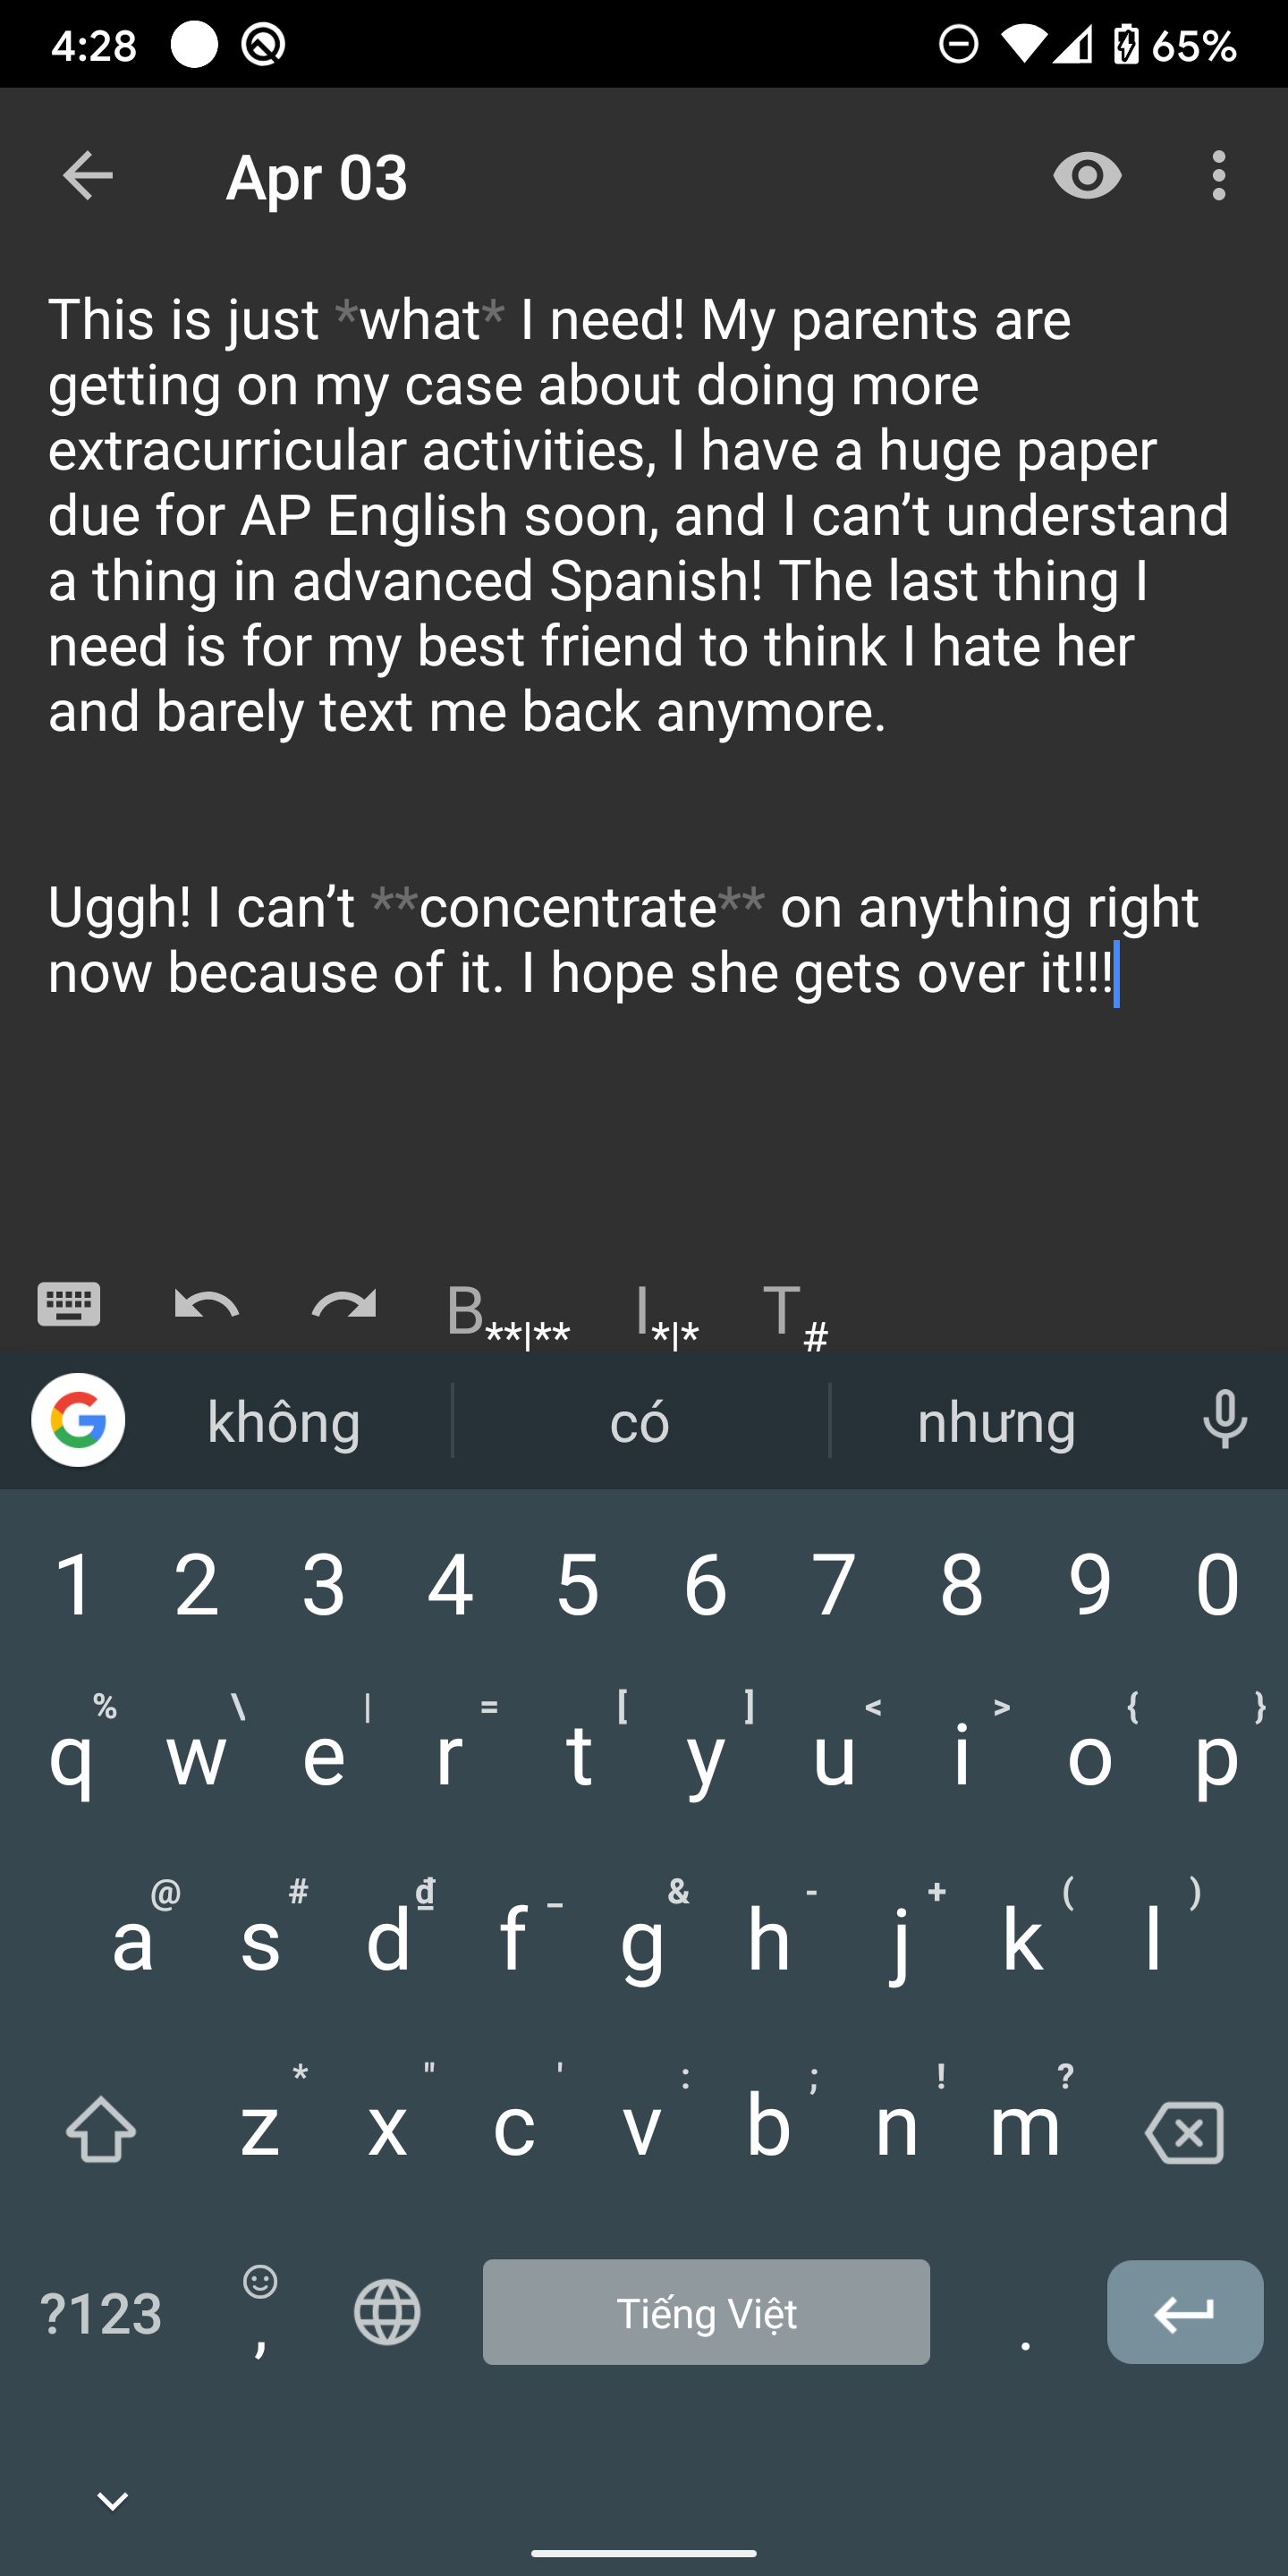 4:28 65%
Apr 03
This is just *what* I need! My parents are
getting on my case about doing more
extracurricular activities, I have a huge paper
due for AP English soon, and I can’t understand
a thing in advanced Spanish! The last thing I
need is for my best friend to think I hate her
and barely text me back anymore.
Uggh! I can’t **concentrate** on anything right
now because of it. I hope she gets over it!!!
B**|** I*|* T#
G không có nhưng
1 2 3 4 5 6 7 8 9 0
% \ | = [ ] < > { }
q w e r t y u i o p
@ # ₫ _ & - + ( )
a s d f g h j k l
* " ' : ; ! ?
z x c v b n m
?123 , Tiếng Việt .